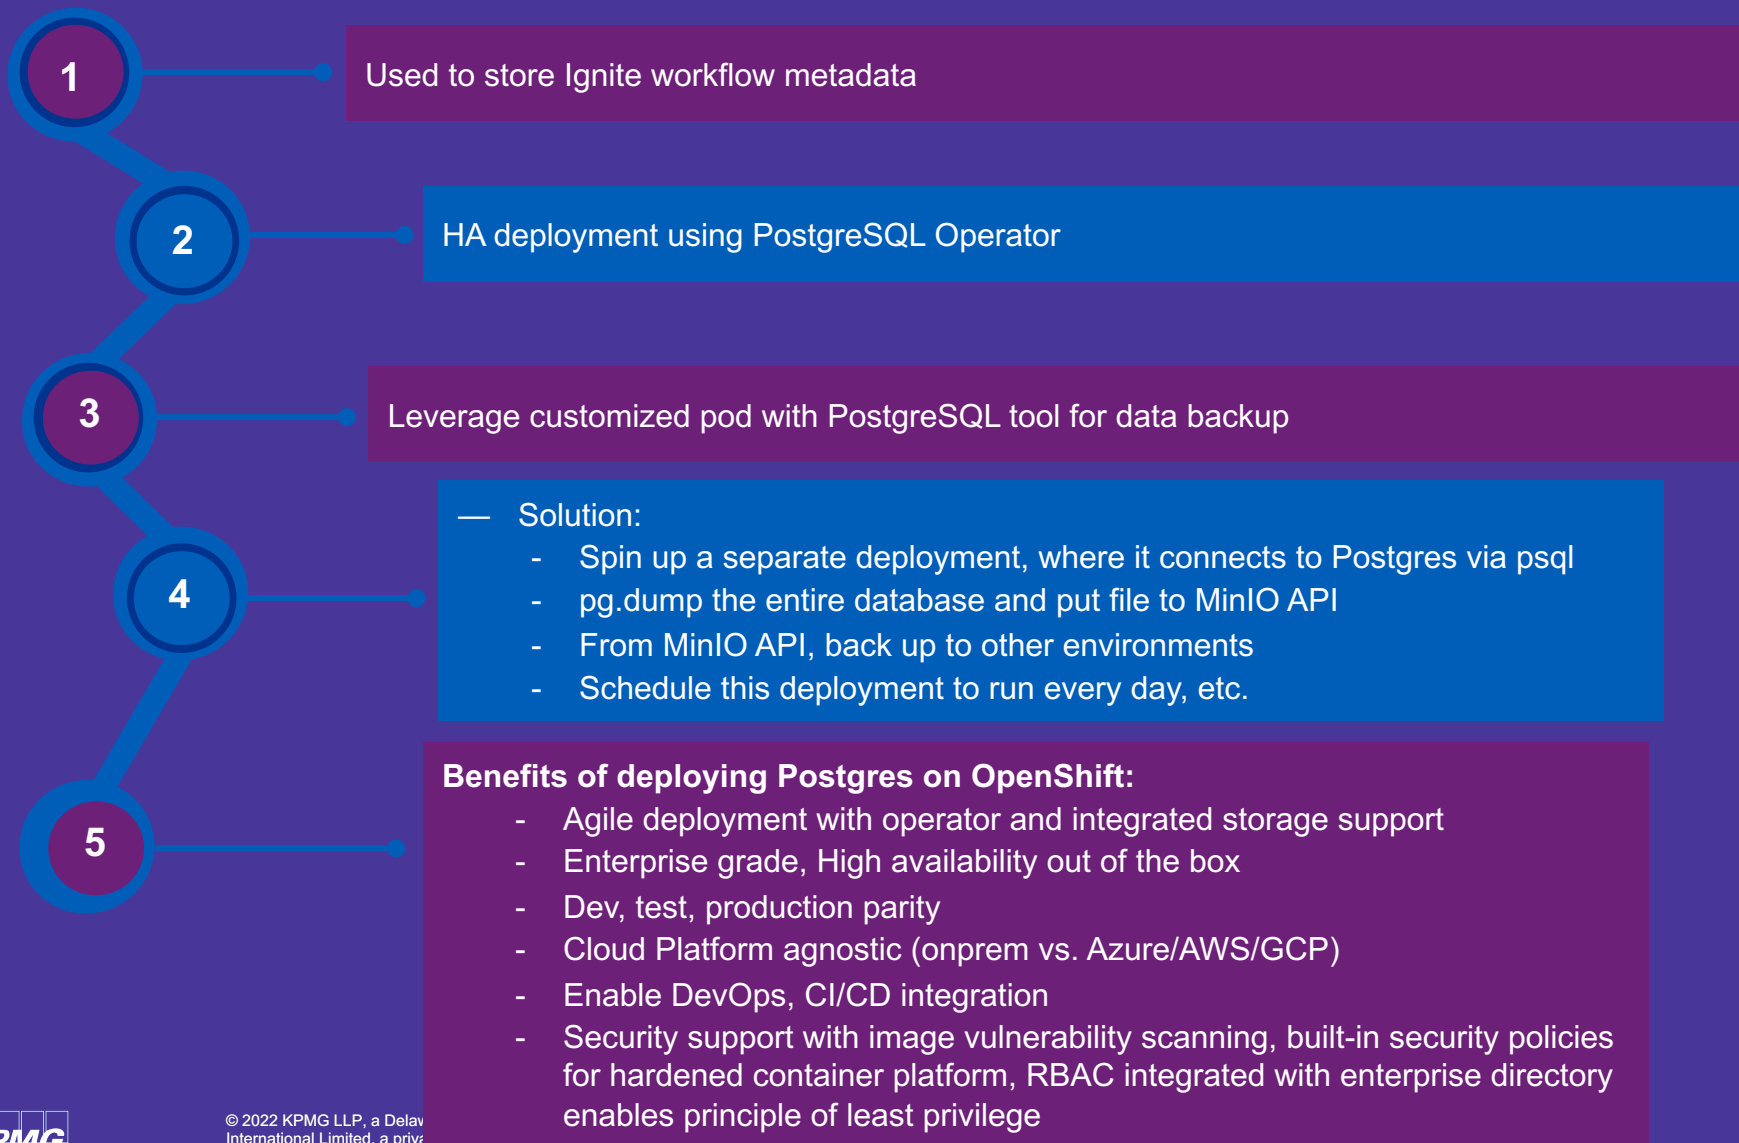 1
Used to store Ignite workflow metadata
2
HA deployment using PostgreSQL Operator
3
Leverage customized pod with PostgreSQL tool for data backup
4
— Solution:
- Spin up a separate deployment, where it connects to Postgres via psql
- pg.dump the entire database and put file to MinIO API
- From MinIO API, back up to other environments
- Schedule this deployment to run every day, etc.
5
Benefits of deploying Postgres on OpenShift:
- Agile deployment with operator and integrated storage support
- Enterprise grade, High availability out of the box
- Dev, test, production parity
- Cloud Platform agnostic (onprem vs. Azure/AWS/GCP)
- Enable DevOps, CI/CD integration
- Security support with image vulnerability scanning, built-in security policies
for hardened container platform, RBAC integrated with enterprise directory
enables principle of least privilege
© 2022 KPMG LLP, a
International Limited, a